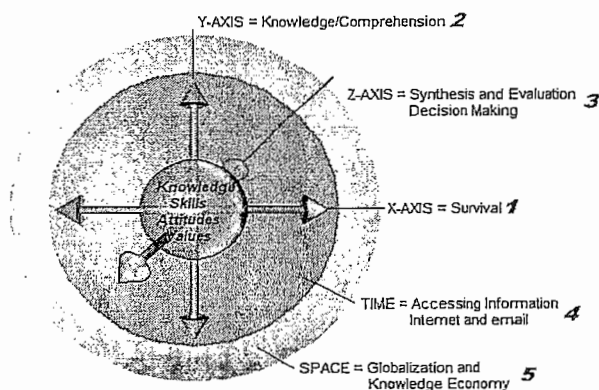 Y-AXIS = Knowledge/Comprehension 2
Z-AXIS = Synthesis and Evaluation
Decision Making 3
Knowledge
Skills
Attitudes
Values
X-AXIS = Survival 1
TIME = Accessing Information
Internet and email 4
SPACE = Globalization and
Knowledge Economy 5